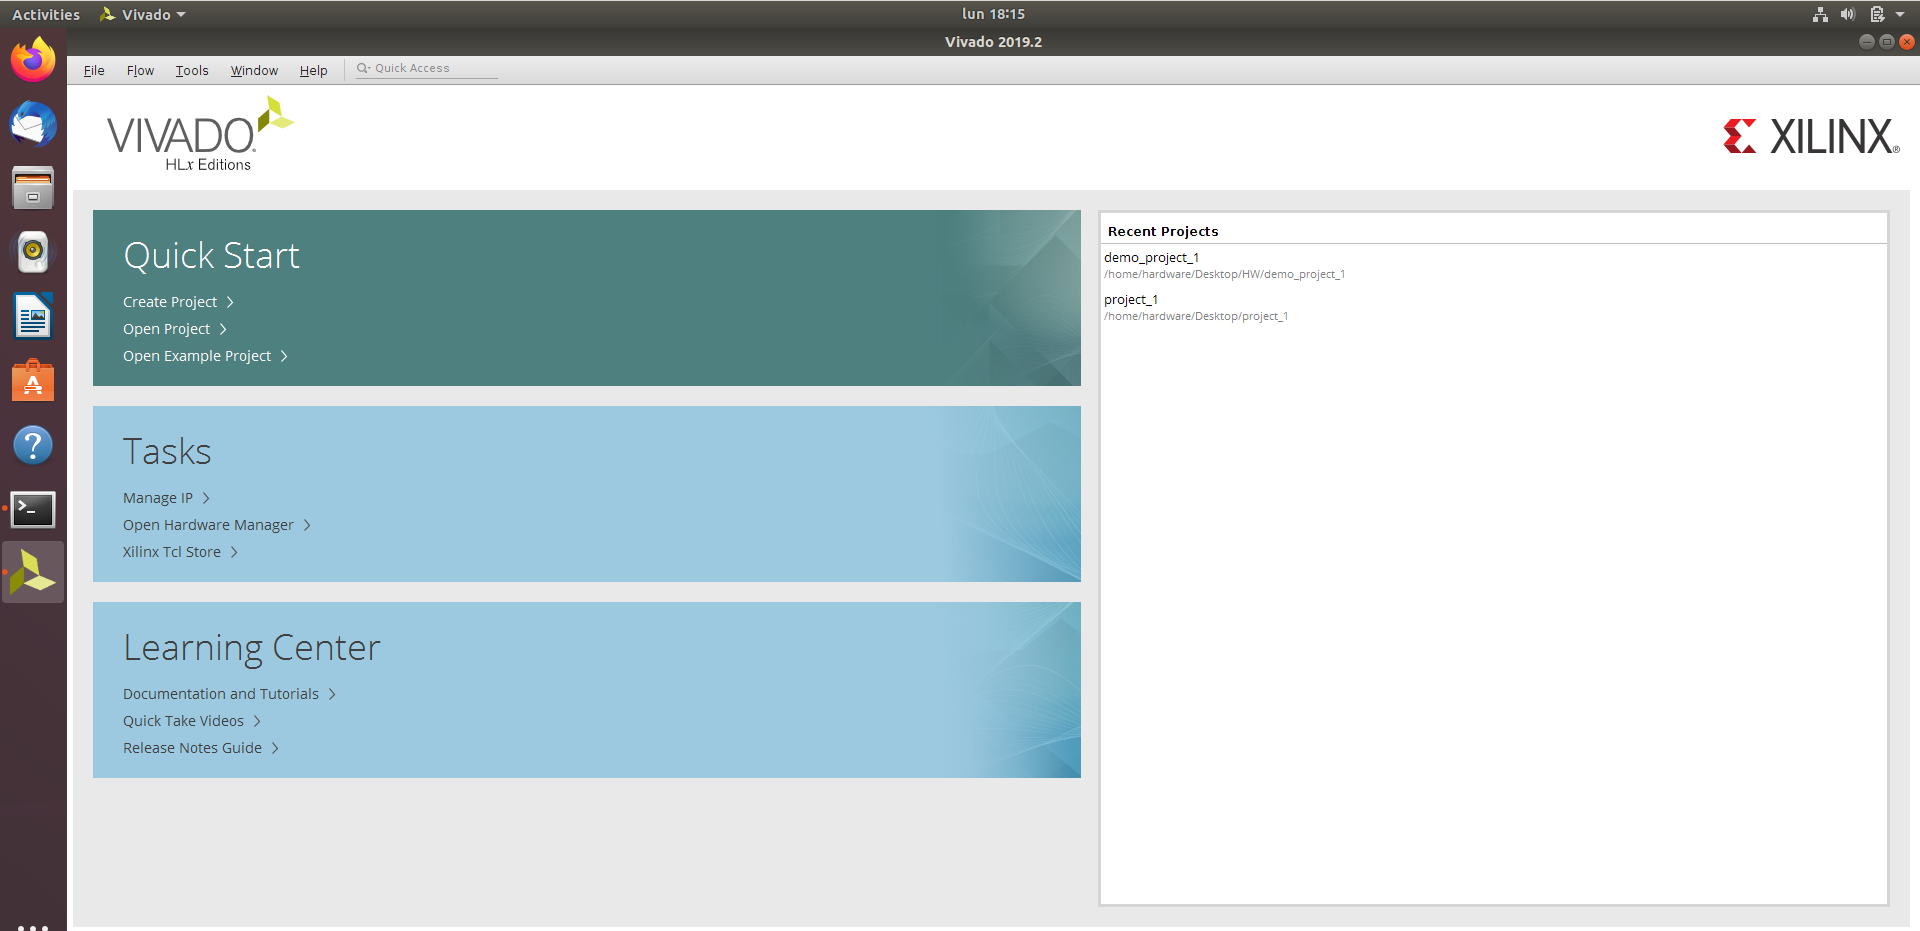 Activities Vivado lun 18:15
Vivado 2019.2
File Flow Tools Window Help Quick Access
VIVADO.
HLx Editions
XILINX®
Quick Start
Create Project
Open Project
Open Example Project
Tasks
Manage IP
Open Hardware Manager
Xilinx Tcl Store
Learning Center
Documentation and Tutorials
Quick Take Videos
Release Notes Guide
Recent Projects
demo_project_1
/home/hardware/Desktop/HW/demo_project_1
project_1
/home/hardware/Desktop/project_1